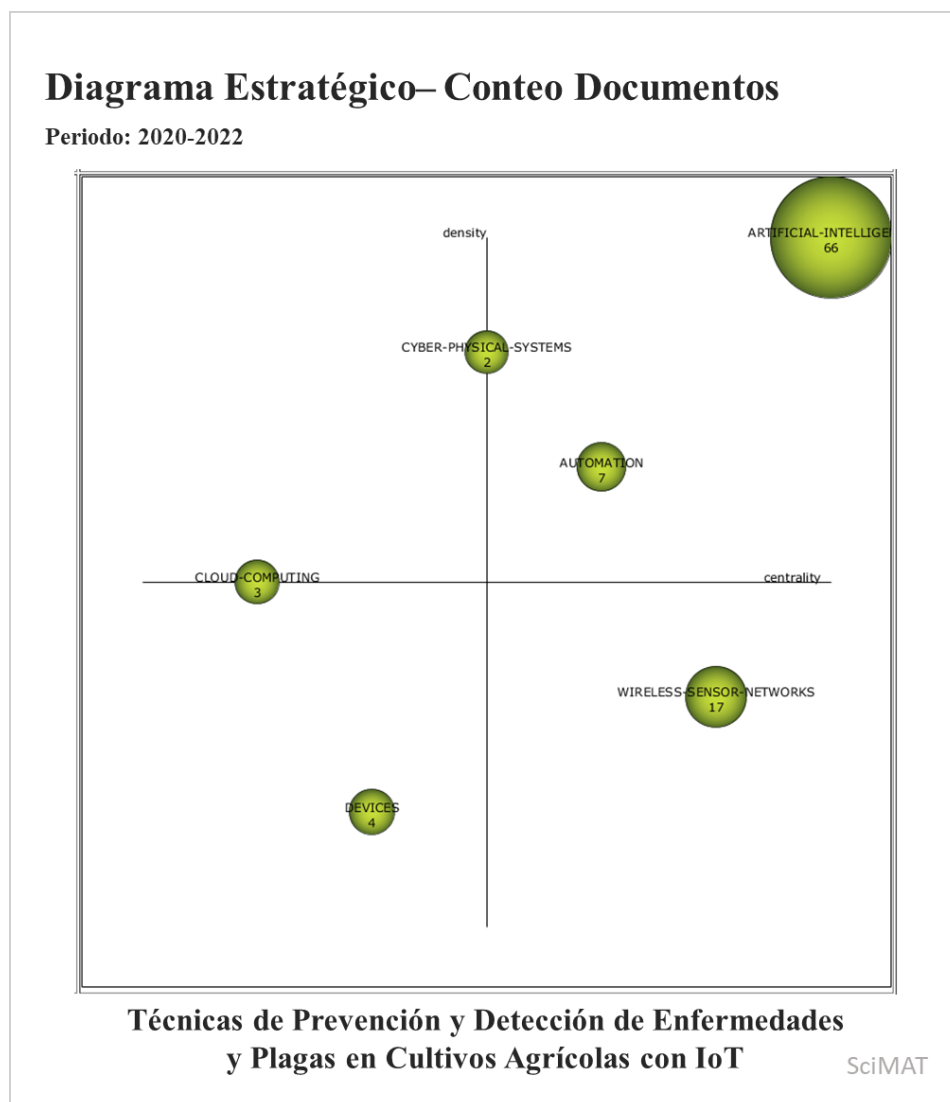 Diagrama Estratégico– Conteo Documentos
Periodo: 2020-2022
density
ARTIFICIAL-INTELLIGE
66
CYBER-PHYSICAL-SYSTEMS
2
AUTOMATION
7
CLOUD-COMPUTING
3
centrality
WIRELESS-SENSOR-NETWORKS
17
DEVICES
4
Técnicas de Prevención y Detección de Enfermedades
y Plagas en Cultivos Agrícolas con IoT
SciMAT